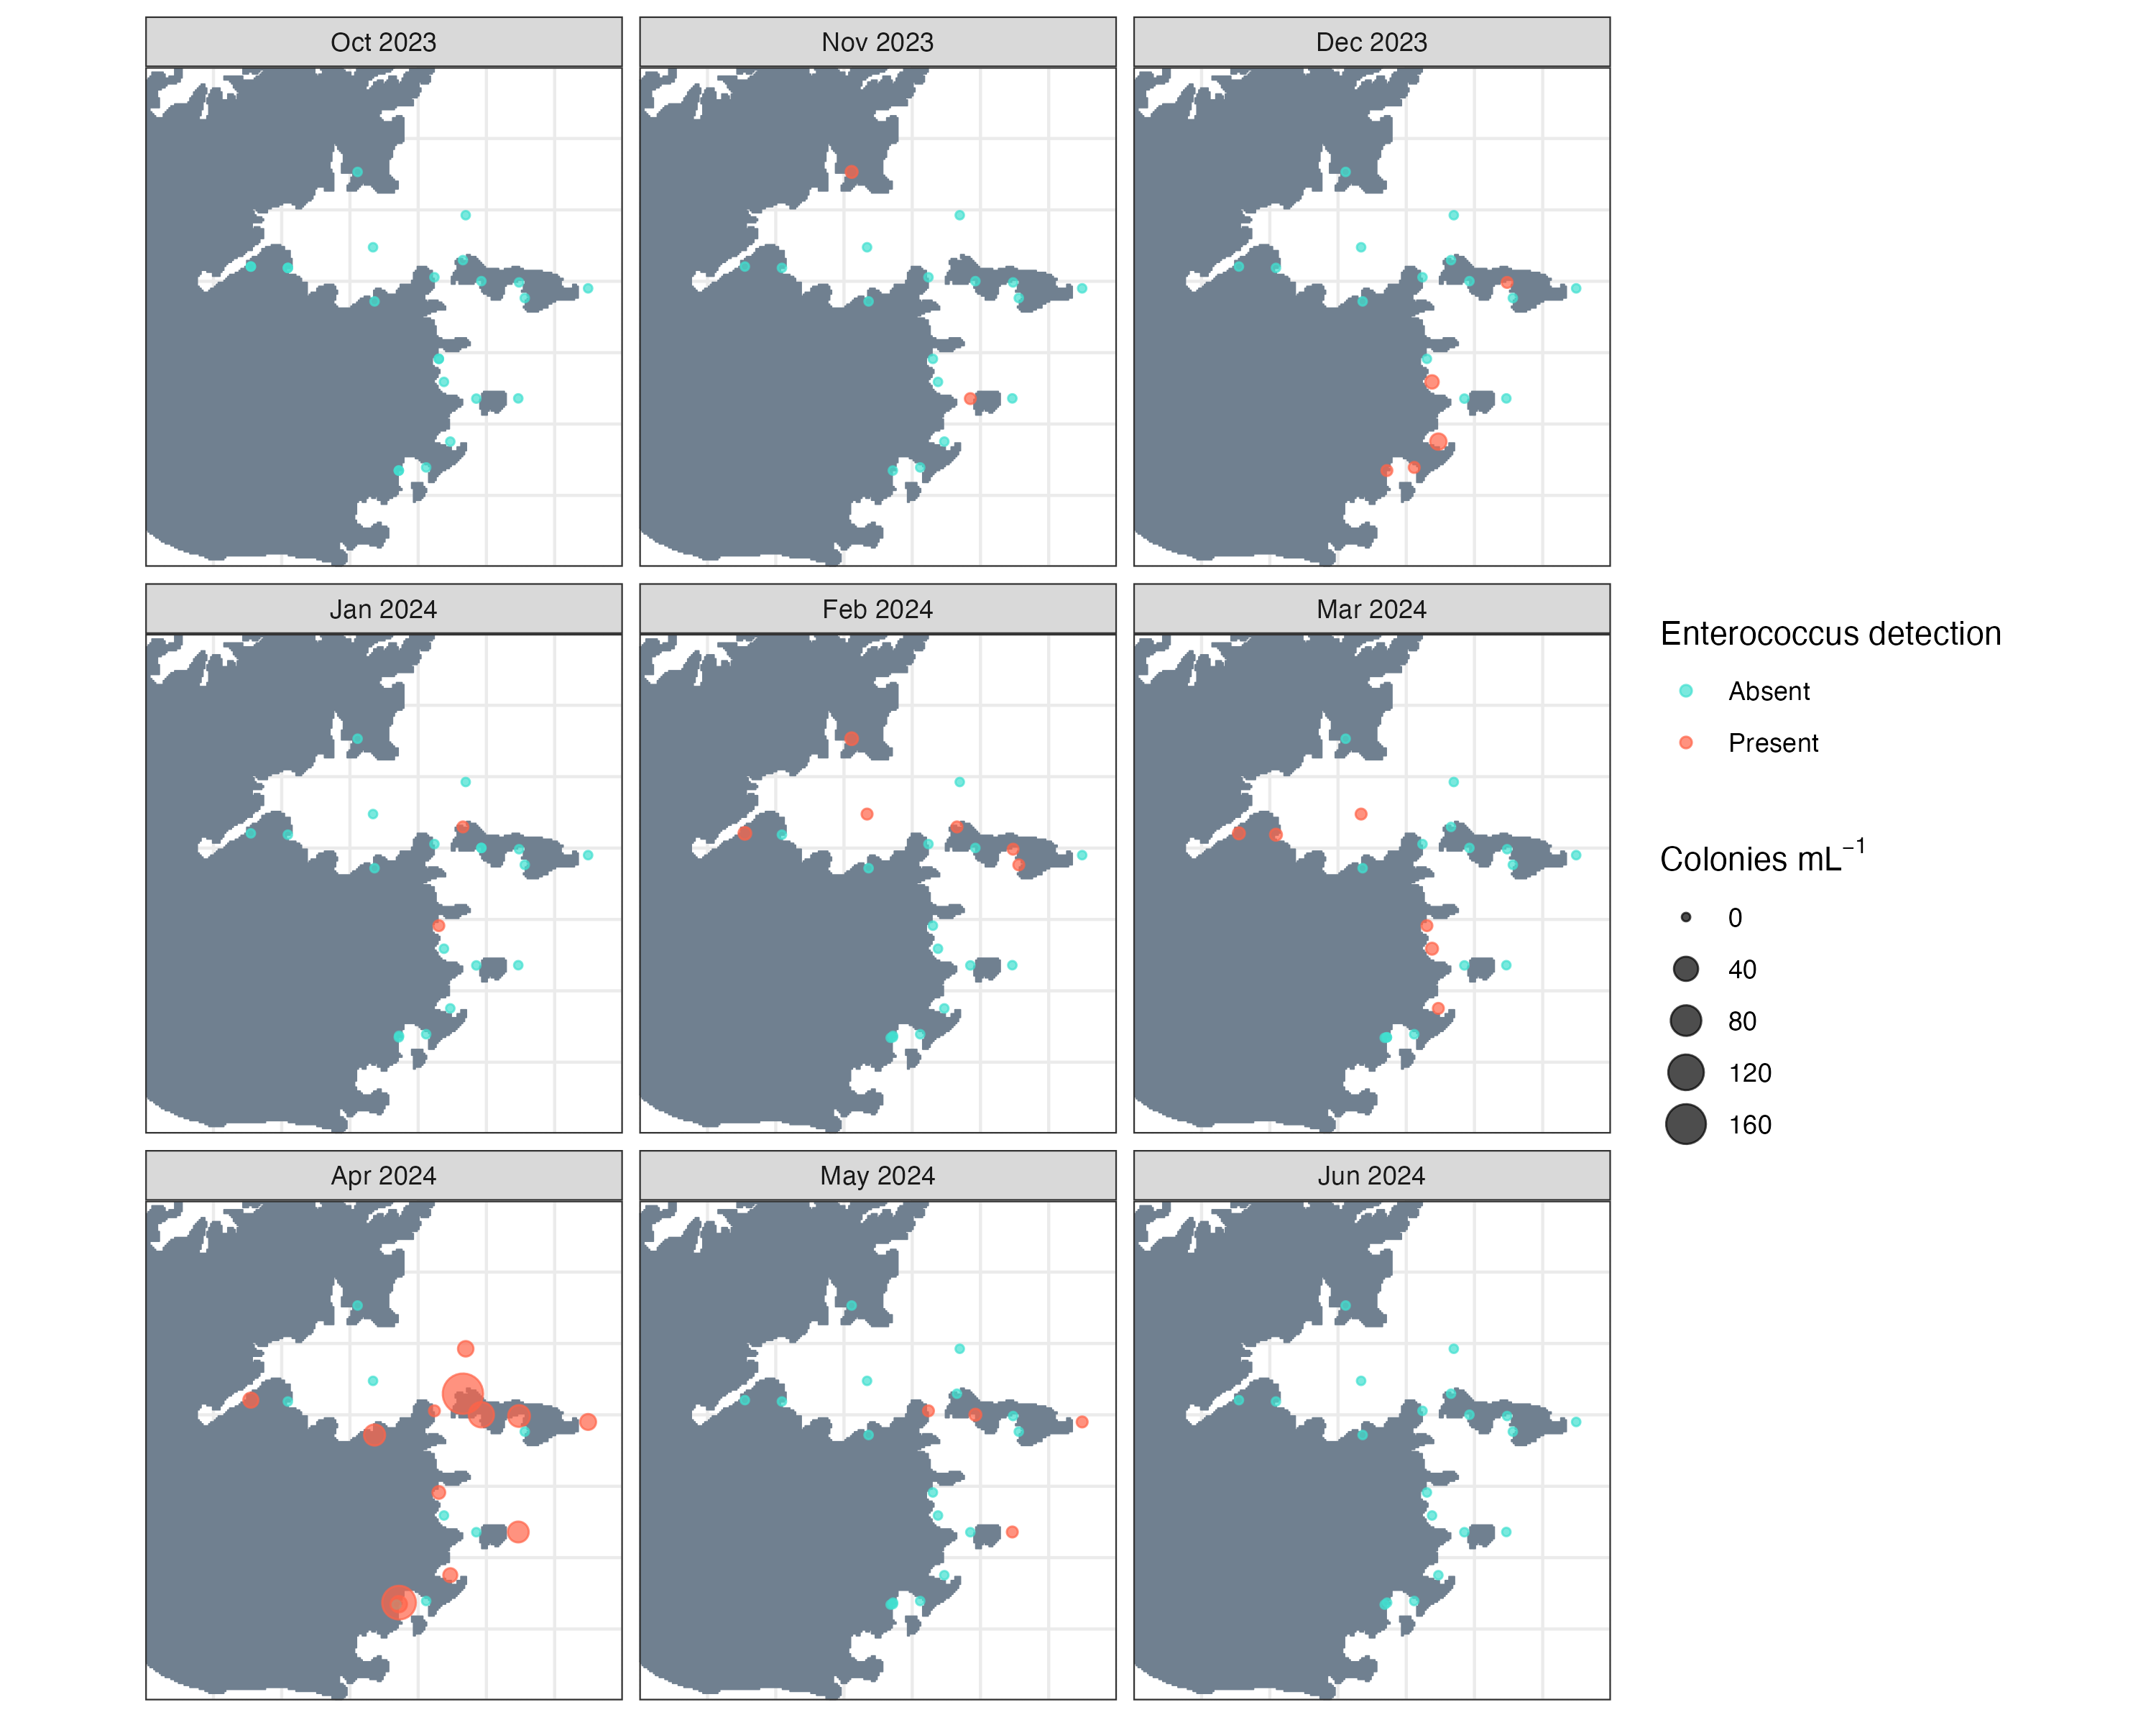 Oct 2023
Nov 2023
Dec 2023
Jan 2024
Feb 2024
Mar 2024
Apr 2024
May 2024
Jun 2024
Enterococcus detection
Absent
Present
Colonies mL⁻¹
0
40
80
120
160